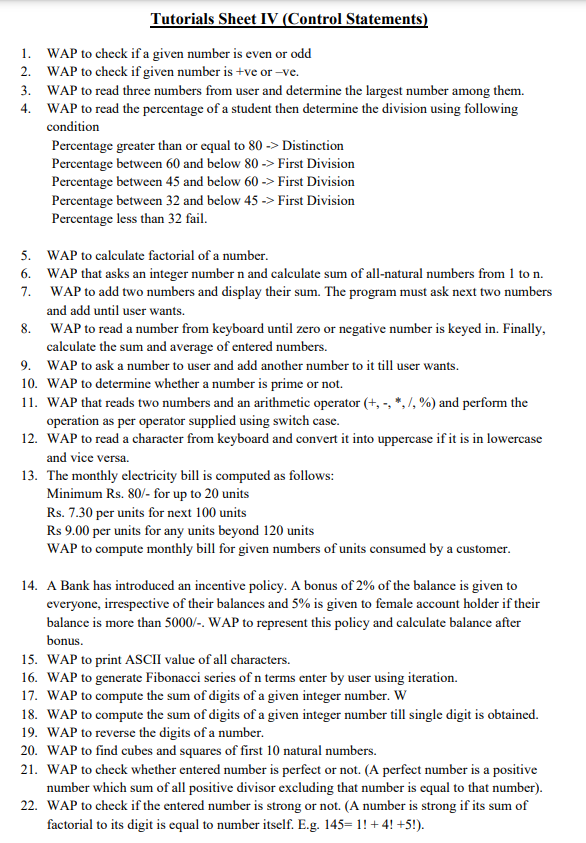 Tutorials Sheet IV (Control Statements)
1. WAP to check if a given number is even or odd
2. WAP to check if given number is +ve or –ve.
3. WAP to read three numbers from user and determine the largest number among them.
4. WAP to read the percentage of a student then determine the division using following
condition
Percentage greater than or equal to 80 -> Distinction
Percentage between 60 and below 80 -> First Division
Percentage between 45 and below 60 -> First Division
Percentage between 32 and below 45 -> First Division
Percentage less than 32 fail.
5. WAP to calculate factorial of a number.
6. WAP that asks an integer number n and calculate sum of all-natural numbers from 1 to n.
7. WAP to add two numbers and display their sum. The program must ask next two numbers
and add until user wants.
8. WAP to read a number from keyboard until zero or negative number is keyed in. Finally,
calculate the sum and average of entered numbers.
9. WAP to ask a number to user and add another number to it till user wants.
10. WAP to determine whether a number is prime or not.
11. WAP that reads two numbers and an arithmetic operator (+, -, *, /, %) and perform the
operation as per operator supplied using switch case.
12. WAP to read a character from keyboard and convert it into uppercase if it is in lowercase
and vice versa.
13. The monthly electricity bill is computed as follows:
Minimum Rs. 80/- for up to 20 units
Rs. 7.30 per units for next 100 units
Rs 9.00 per units for any units beyond 120 units
WAP to compute monthly bill for given numbers of units consumed by a customer.
14. A Bank has introduced an incentive policy. A bonus of 2% of the balance is given to
everyone, irrespective of their balances and 5% is given to female account holder if their
balance is more than 5000/-. WAP to represent this policy and calculate balance after
bonus.
15. WAP to print ASCII value of all characters.
16. WAP to generate Fibonacci series of n terms enter by user using iteration.
17. WAP to compute the sum of digits of a given integer number. W
18. WAP to compute the sum of digits of a given integer number till single digit is obtained.
19. WAP to reverse the digits of a number.
20. WAP to find cubes and squares of first 10 natural numbers.
21. WAP to check whether entered number is perfect or not. (A perfect number is a positive
number which sum of all positive divisor excluding that number is equal to that number).
22. WAP to check if the entered number is strong or not. (A number is strong if its sum of
factorial to its digit is equal to number itself. E.g. 145= 1! + 4! +5!).